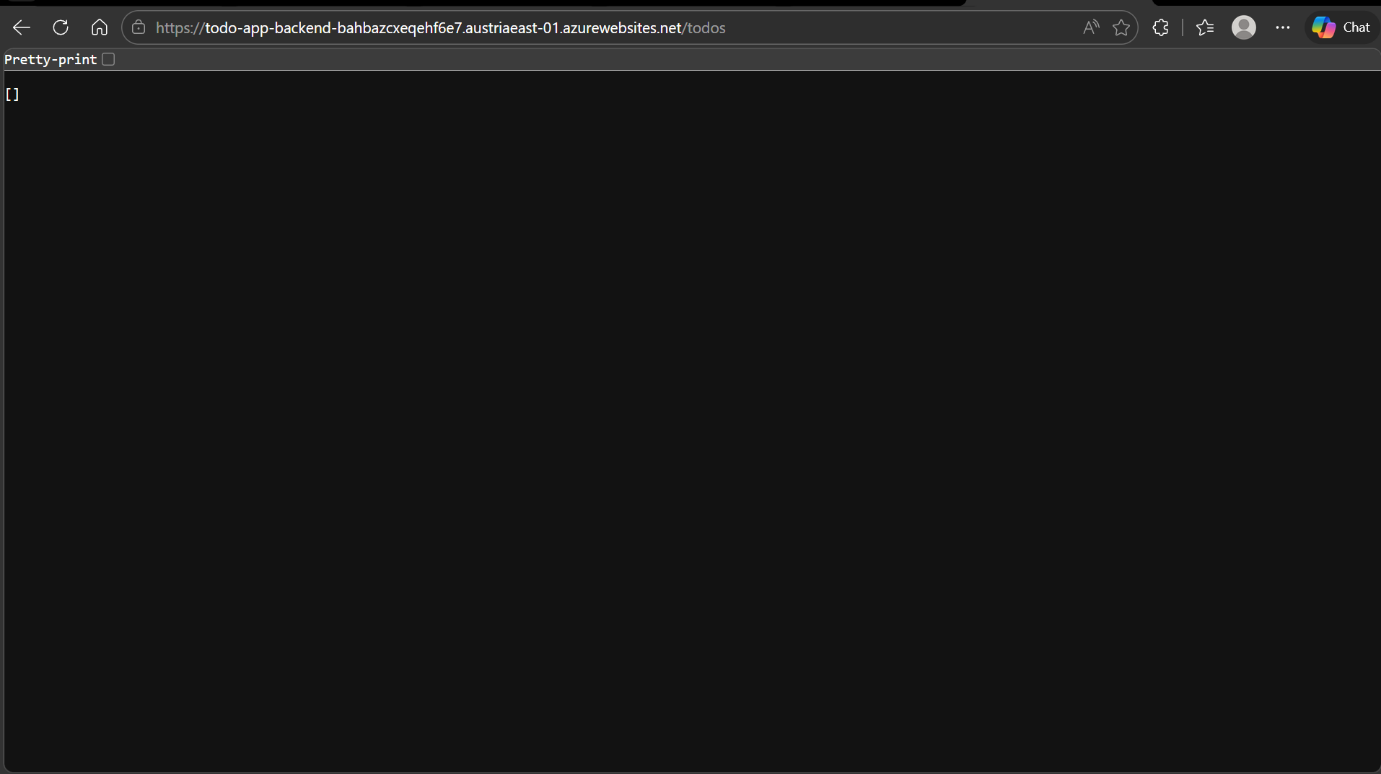 https://todo-app-backend-bahbazcxeqehf6e7.austriaeast-01.azurewebsites.net/todos
Chat
Pretty-print
[]